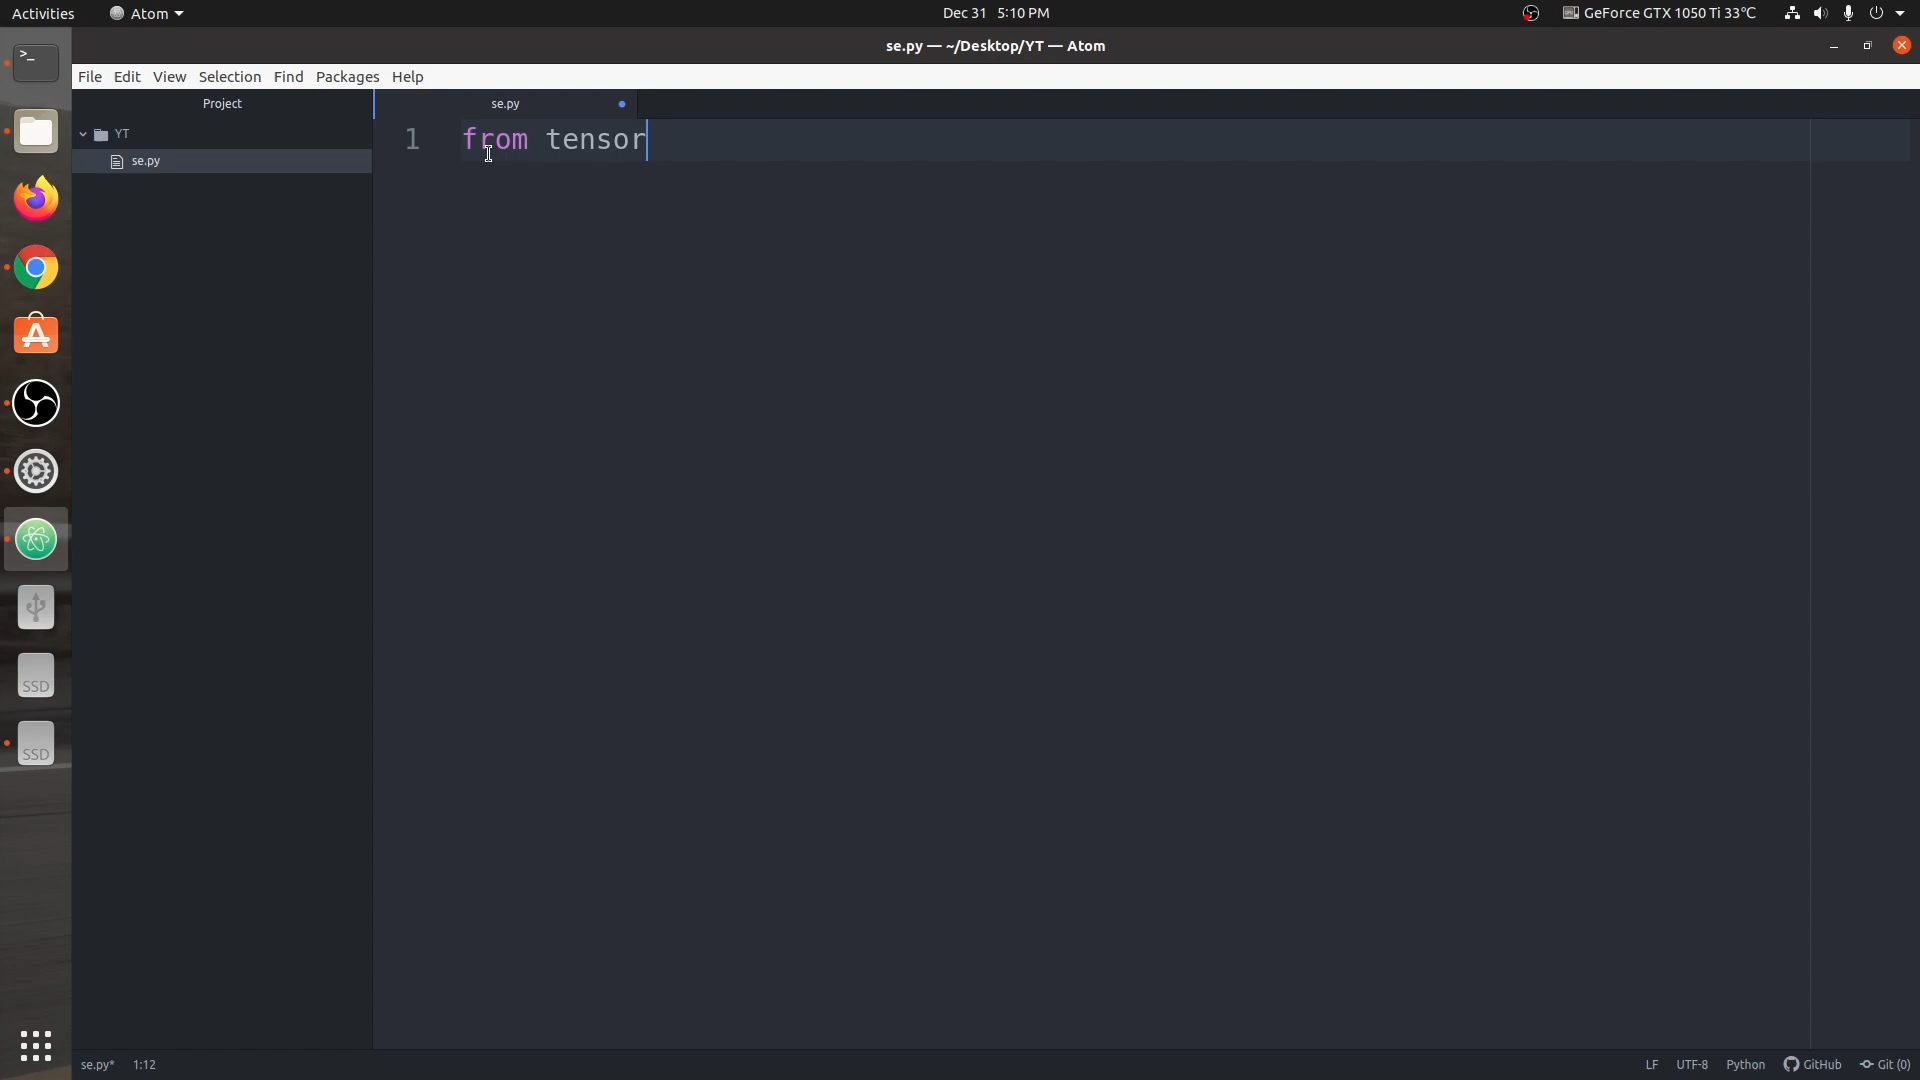 Activities
Atom
Dec 31 5:10 PM
GeForce GTX 1050 Ti 33°C
se.py — ~/Desktop/YT — Atom
File Edit View Selection Find Packages Help
Project
se.py
YT
se.py
1 from tensor
>_
SSD
SSD
se.py* 1:12
LF UTF-8 Python GitHub Git (0)